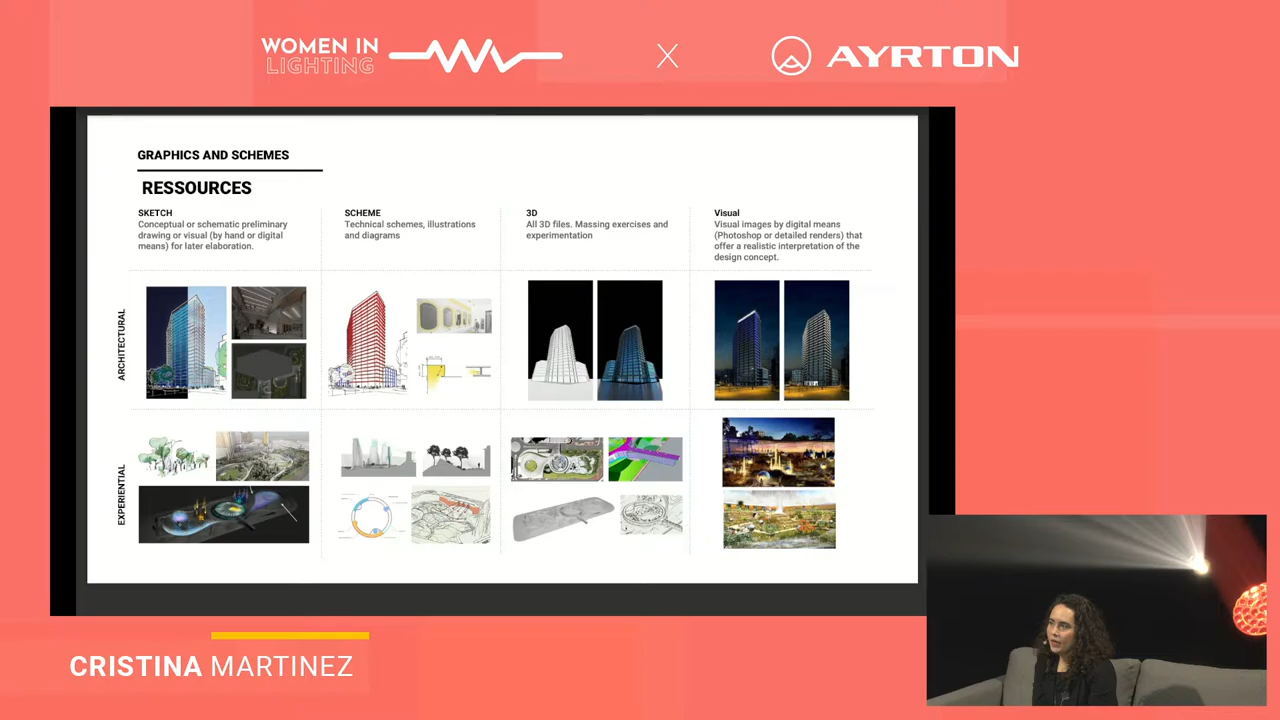 WOMEN IN
LIGHTING
AYRTON
GRAPHICS AND SCHEMES
RESSOURCES
SKETCH
Conceptual or schematic preliminary
drawing or visual (by hand or digital
means) for later elaboration.
SCHEME
Technical schemes, illustrations
and diagrams
3D
All 3D files. Massing exercises and
experimentation
Visual
Visual images by digital means
(Photoshop or detailed renders) that
offer a realistic interpretation of the
design concept.
ARCHITECTURAL
EXPERIENTIAL
CRISTINA MARTINEZ